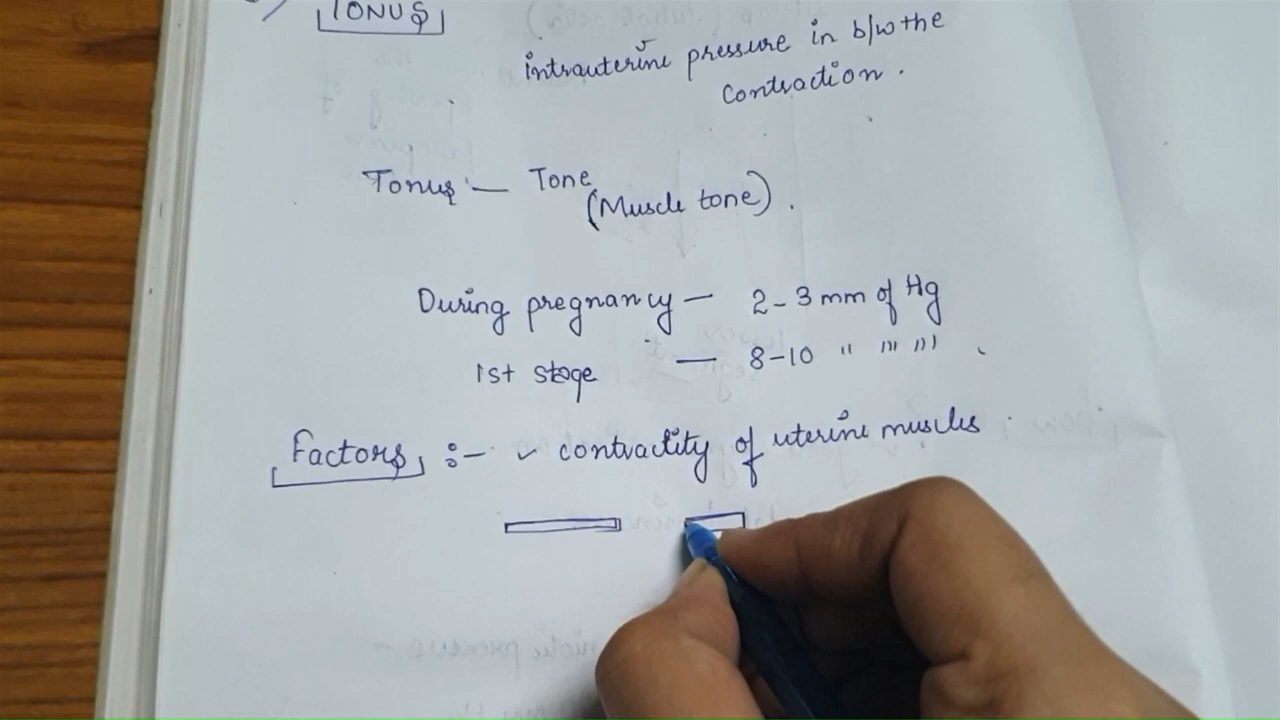 TONUS
intrauterine pressure in b/w the
contraction.
Tonus — Tone
(Muscle tone).
During pregnancy — 2-3 mm of Hg
1st stage — 8-10 " "' "'
Factors :- ✓ contractity of uterine muscles